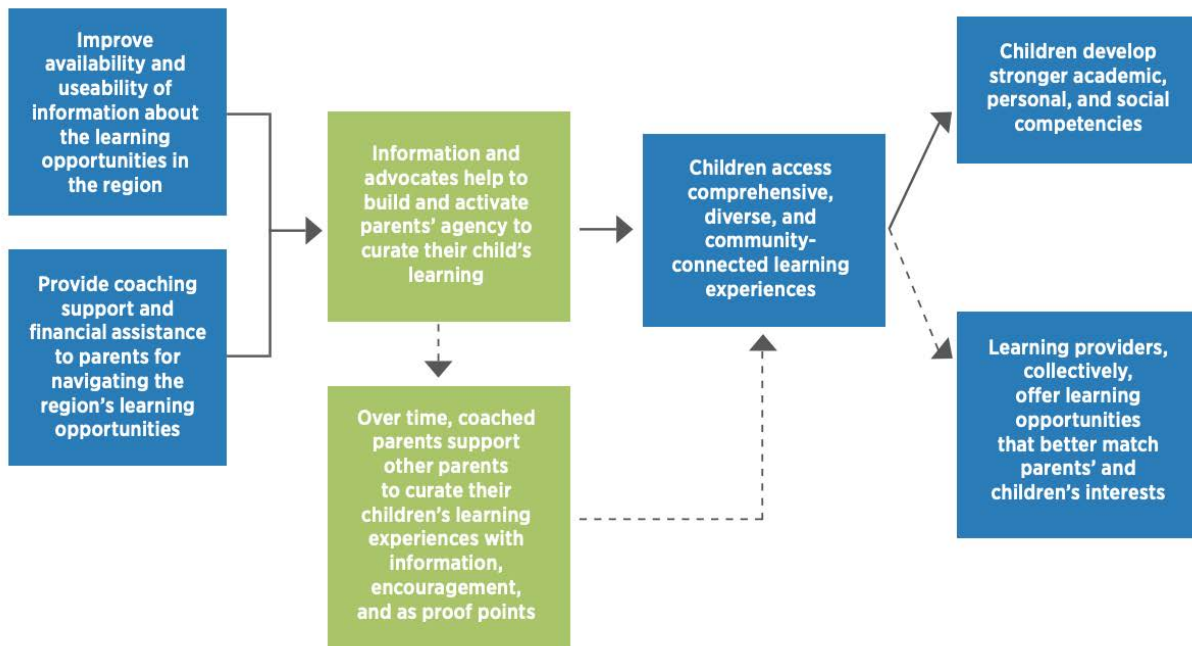 Improve
availability and
useability of
information about
the learning
opportunities in
the region
Provide coaching
support and
financial assistance
to parents for
navigating the
region's learning
opportunities
Information and
advocates help to
build and activate
parents' agency to
curate their child's
learning
Over time, coached
parents support
other parents
to curate their
children's learning
experiences with
information,
encouragement,
and as proof points
Children access
comprehensive,
diverse, and
community-
connected learning
experiences
Children develop
stronger academic,
personal, and social
competencies
Learning providers,
collectively,
offer learning
opportunities
that better match
parents' and
children's interests